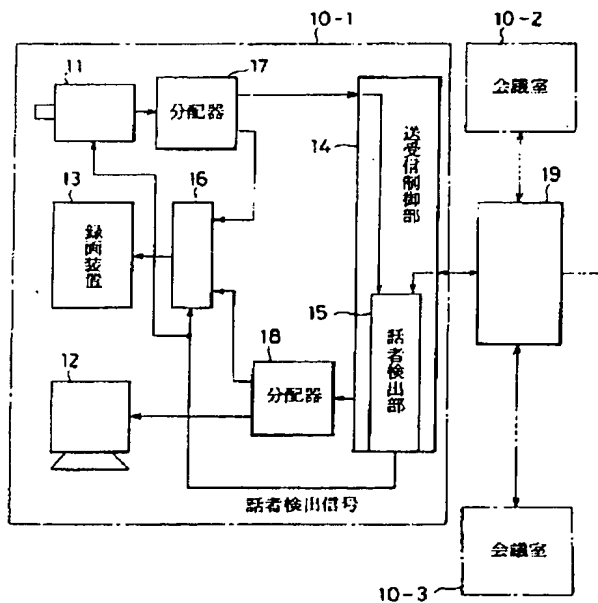 10-1
10-2
11
17
分配器
会議室
14
送受信制御部
13
16
19
録画装置
15
話者検出部
12
18
分配器
話者検出信号
会議室
10-3